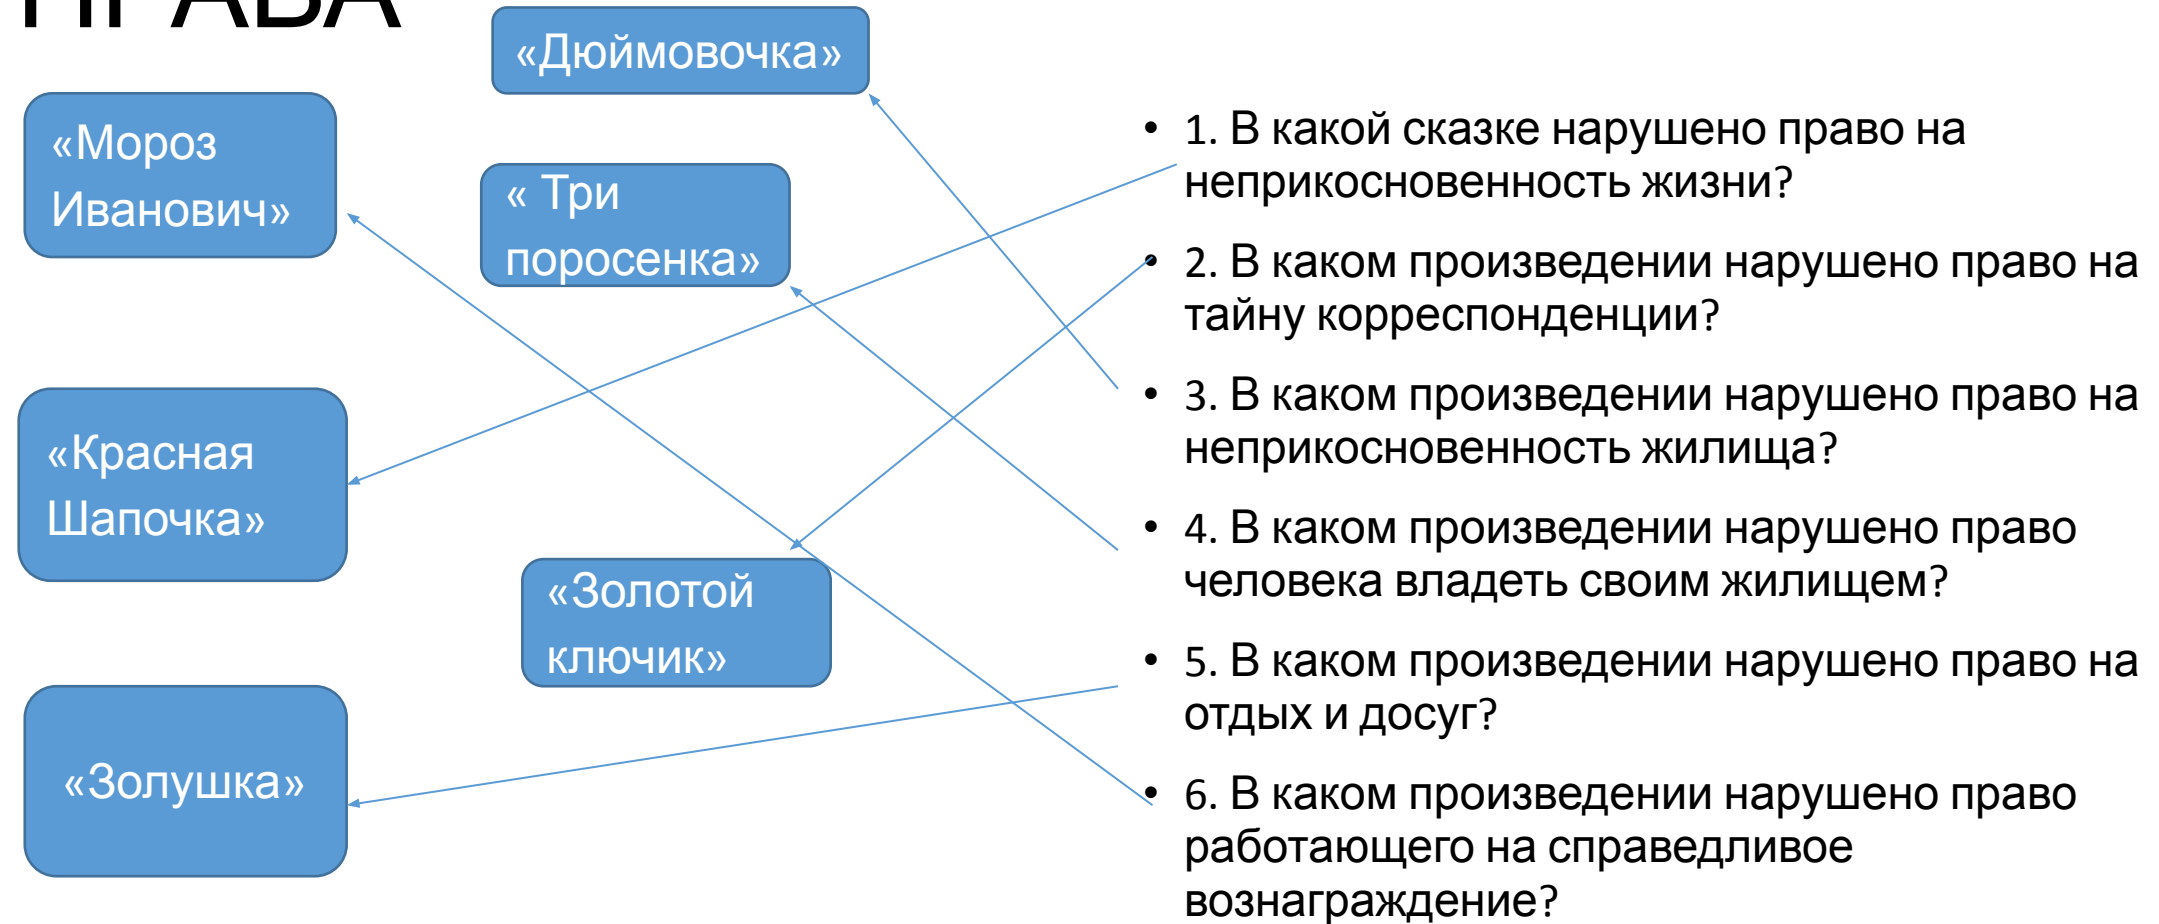 ПРАВА
«Дюймовочка»
«Мороз
Иванович»
« Три
поросенка»
«Красная
Шапочка»
«Золотой
ключик»
«Золушка»
• 1. В какой сказке нарушено право на
неприкосновенность жизни?
• 2. В каком произведении нарушено право на
тайну корреспонденции?
• 3. В каком произведении нарушено право на
неприкосновенность жилища?
• 4. В каком произведении нарушено право
человека владеть своим жилищем?
• 5. В каком произведении нарушено право на
отдых и досуг?
• 6. В каком произведении нарушено право
работающего на справедливое
вознаграждение?